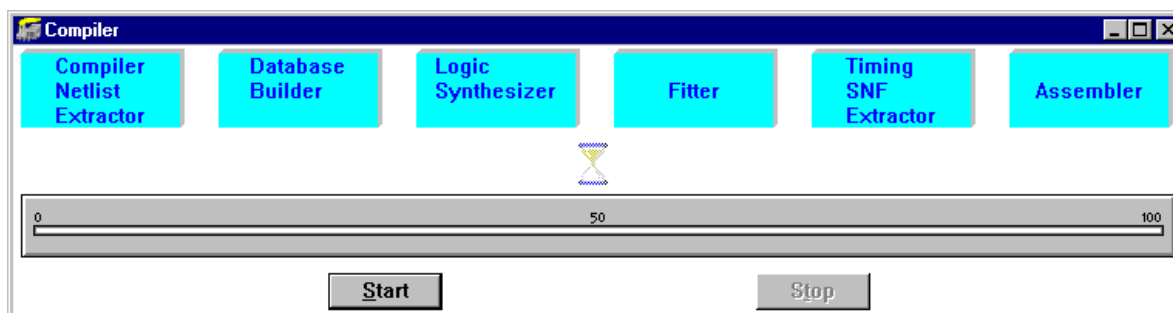 Compiler
Compiler
Netlist
Extractor
Database
Builder
Logic
Synthesizer
Fitter
Timing
SNF
Extractor
Assembler
0 50 100
Start Stop